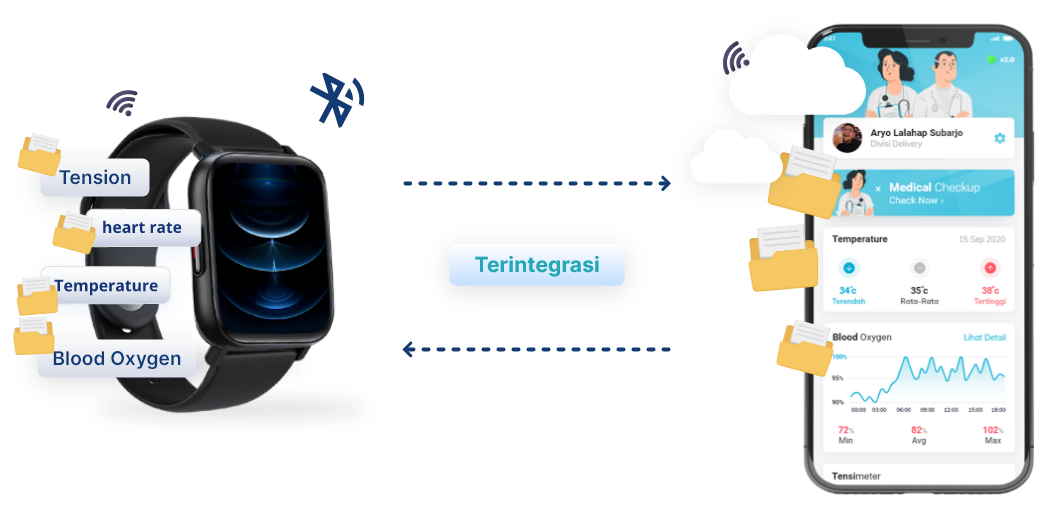 Tension
heart rate
Temperature
Blood Oxygen
Terintegrasi
v3.0
Aryo Lalahap Subarjo
Divisi Delivery
Medical Checkup
Check Now ›
Temperature
15 Sep 2020
34°c
35°c
38°c
Terendah
Rata-Rata
Tertinggi
Blood Oxygen
Lihat Detail
100%
95%
90%
00:00 03:00 06:00 09:00 12:00 15:00 18:00
72%
82%
102%
Min
Avg
Max
Tensimeter